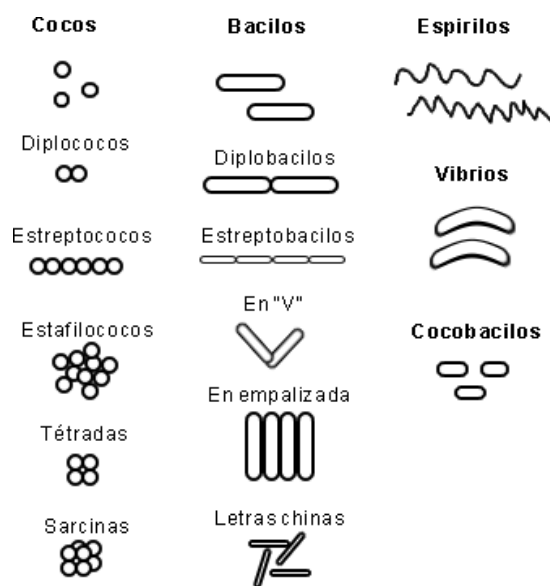 Cocos
Bacilos
Espirilos
Diplococos
Diplobacilos
Vibrios
Estreptococos
Estreptobacilos
En "V"
Estafilococos
Cocobacilos
En empalizada
Tétradas
Sarcinas
Letras chinas